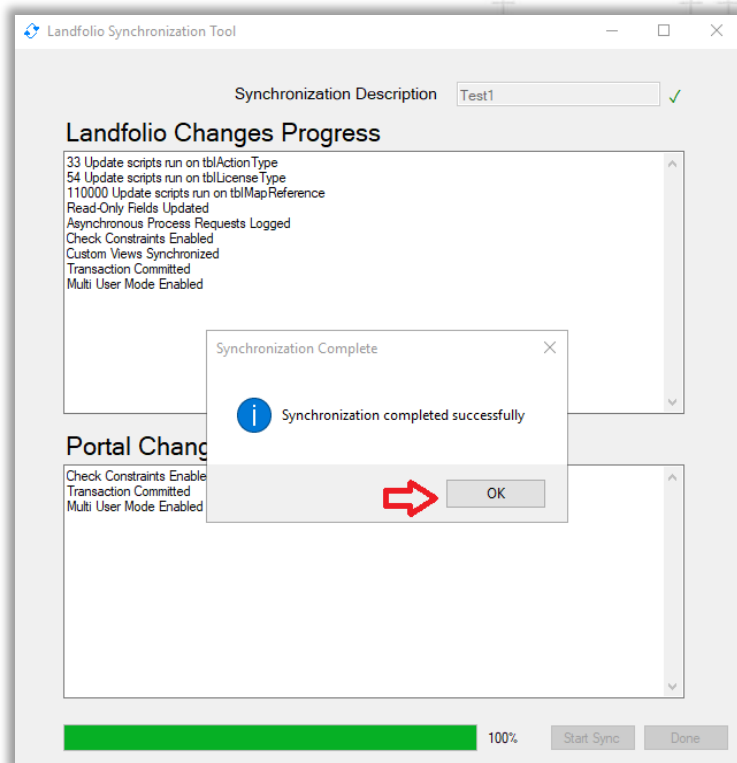 Landfolio Synchronization Tool
Synchronization Description Test1
Landfolio Changes Progress
33 Update scripts run on tblActionType
54 Update scripts run on tblLicenseType
110000 Update scripts run on tblMapReference
Read-Only Fields Updated
Asynchronous Process Requests Logged
Check Constraints Enabled
Custom Views Synchronized
Transaction Committed
Multi User Mode Enabled
Synchronization Complete
Synchronization completed successfully
OK
Portal Chang
Check Constraints Enable
Transaction Committed
Multi User Mode Enabled
100% Start Sync Done